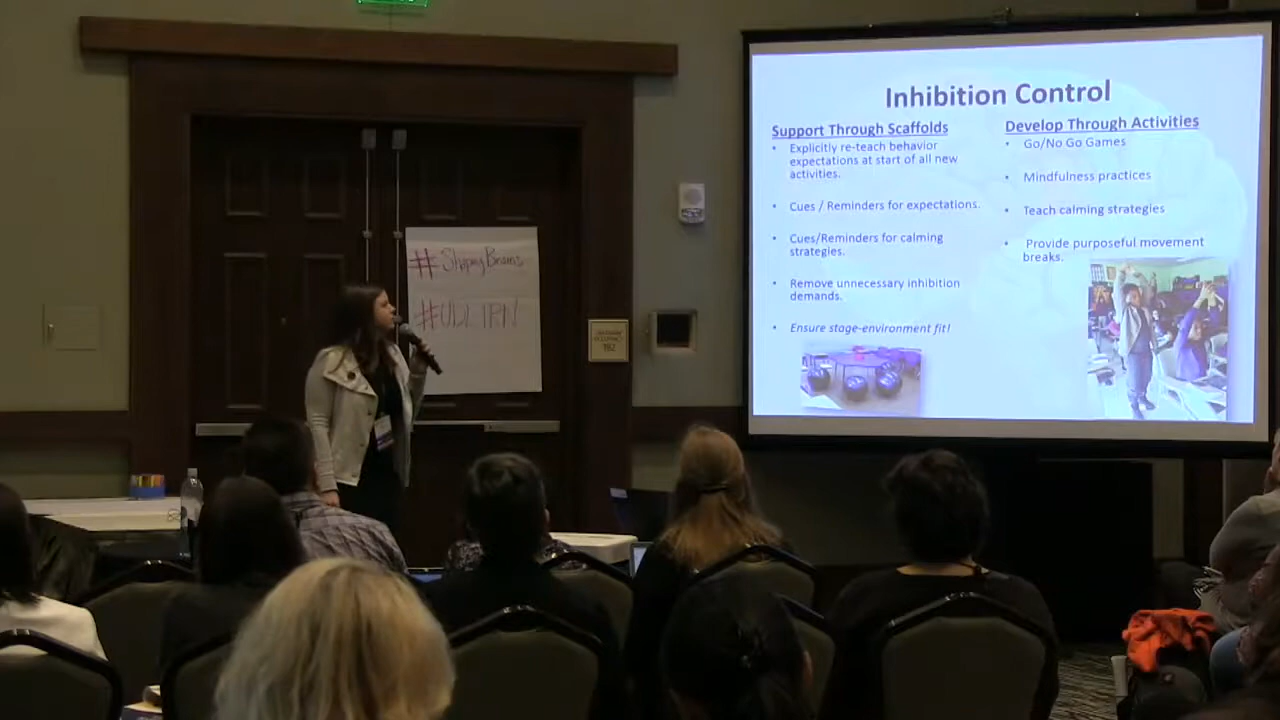 Inhibition Control
Support Through Scaffolds
• Explicitly re-teach behavior
expectations at start of all new
activities.
• Cues / Reminders for expectations.
• Cues/Reminders for calming
strategies.
• Remove unnecessary inhibition
demands.
• Ensure stage-environment fit!
Develop Through Activities
• Go/No Go Games
• Mindfulness practices
• Teach calming strategies
• Provide purposeful movement
breaks.
#UDLIRN
192